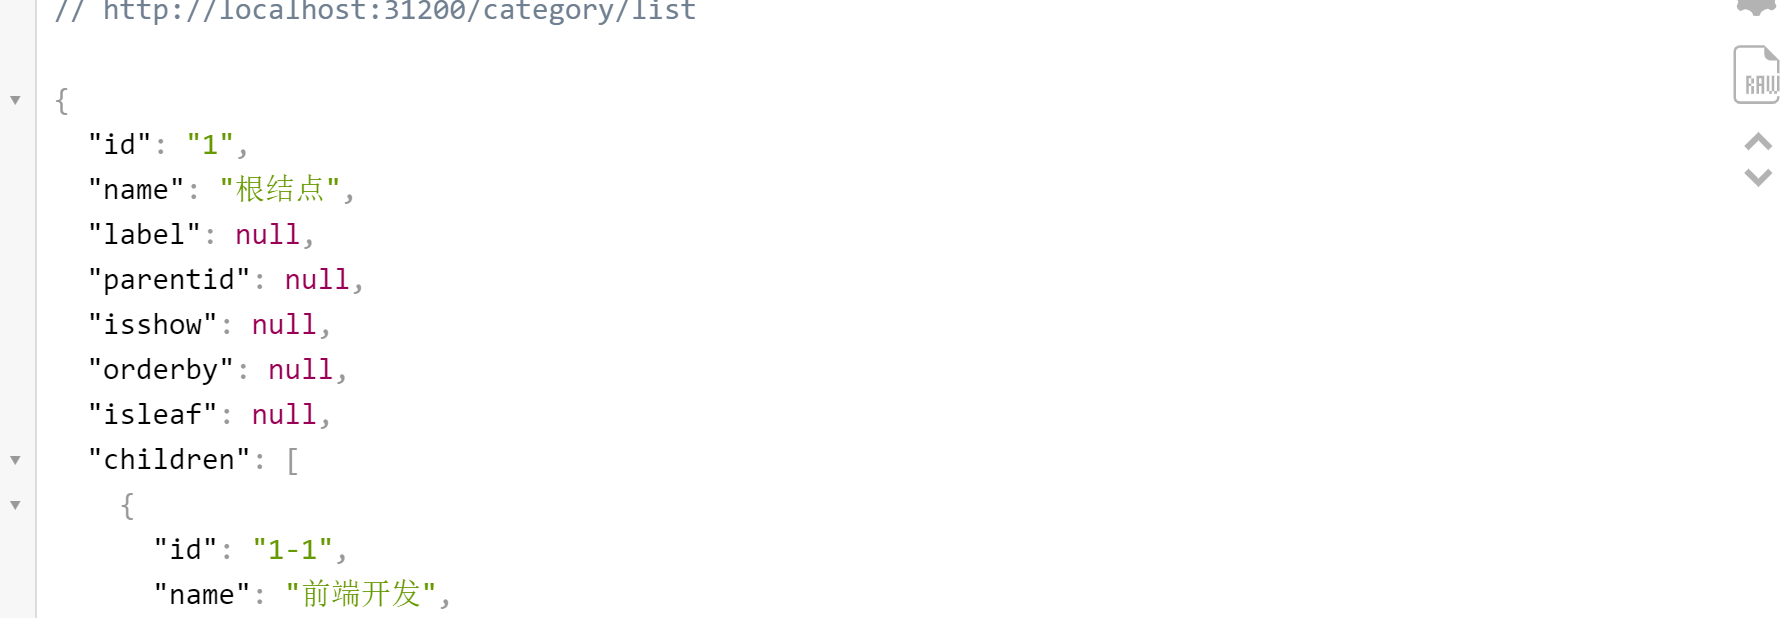 // http://localhost:31200/category/list
{
"id": "1",
"name": "根结点",
"label": null,
"parentid": null,
"isshow": null,
"orderby": null,
"isleaf": null,
"children": [
{
"id": "1-1",
"name": "前端开发",
RAW